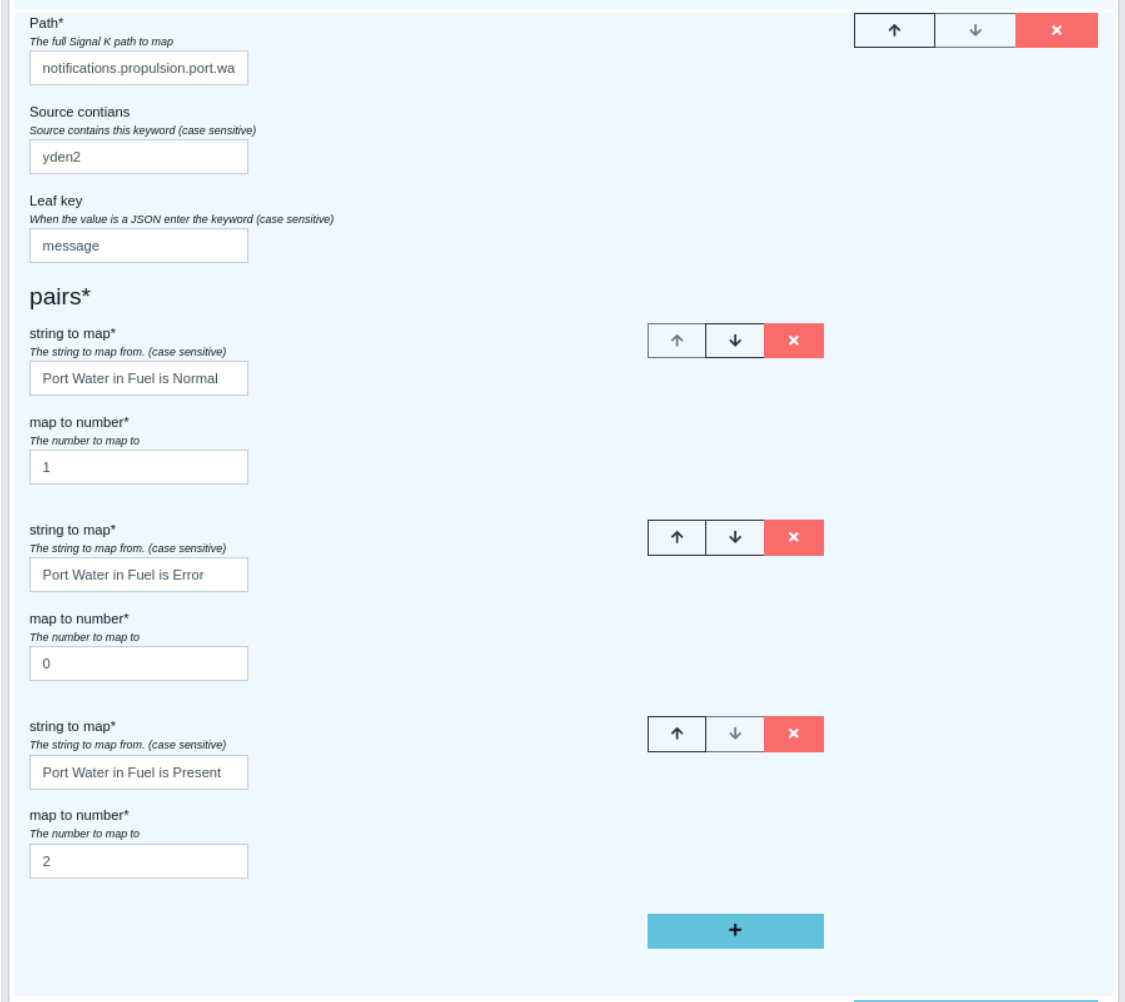 Path*
The full Signal K path to map
notifications.propulsion.port.wa
Source contians
Source contains this keyword (case sensitive)
yden2
Leaf key
When the value is a JSON enter the keyword (case sensitive)
message
pairs*
string to map*
The string to map from. (case sensitive)
Port Water in Fuel is Normal
map to number*
The number to map to
1
string to map*
The string to map from. (case sensitive)
Port Water in Fuel is Error
map to number*
The number to map to
0
string to map*
The string to map from. (case sensitive)
Port Water in Fuel is Present
map to number*
The number to map to
2